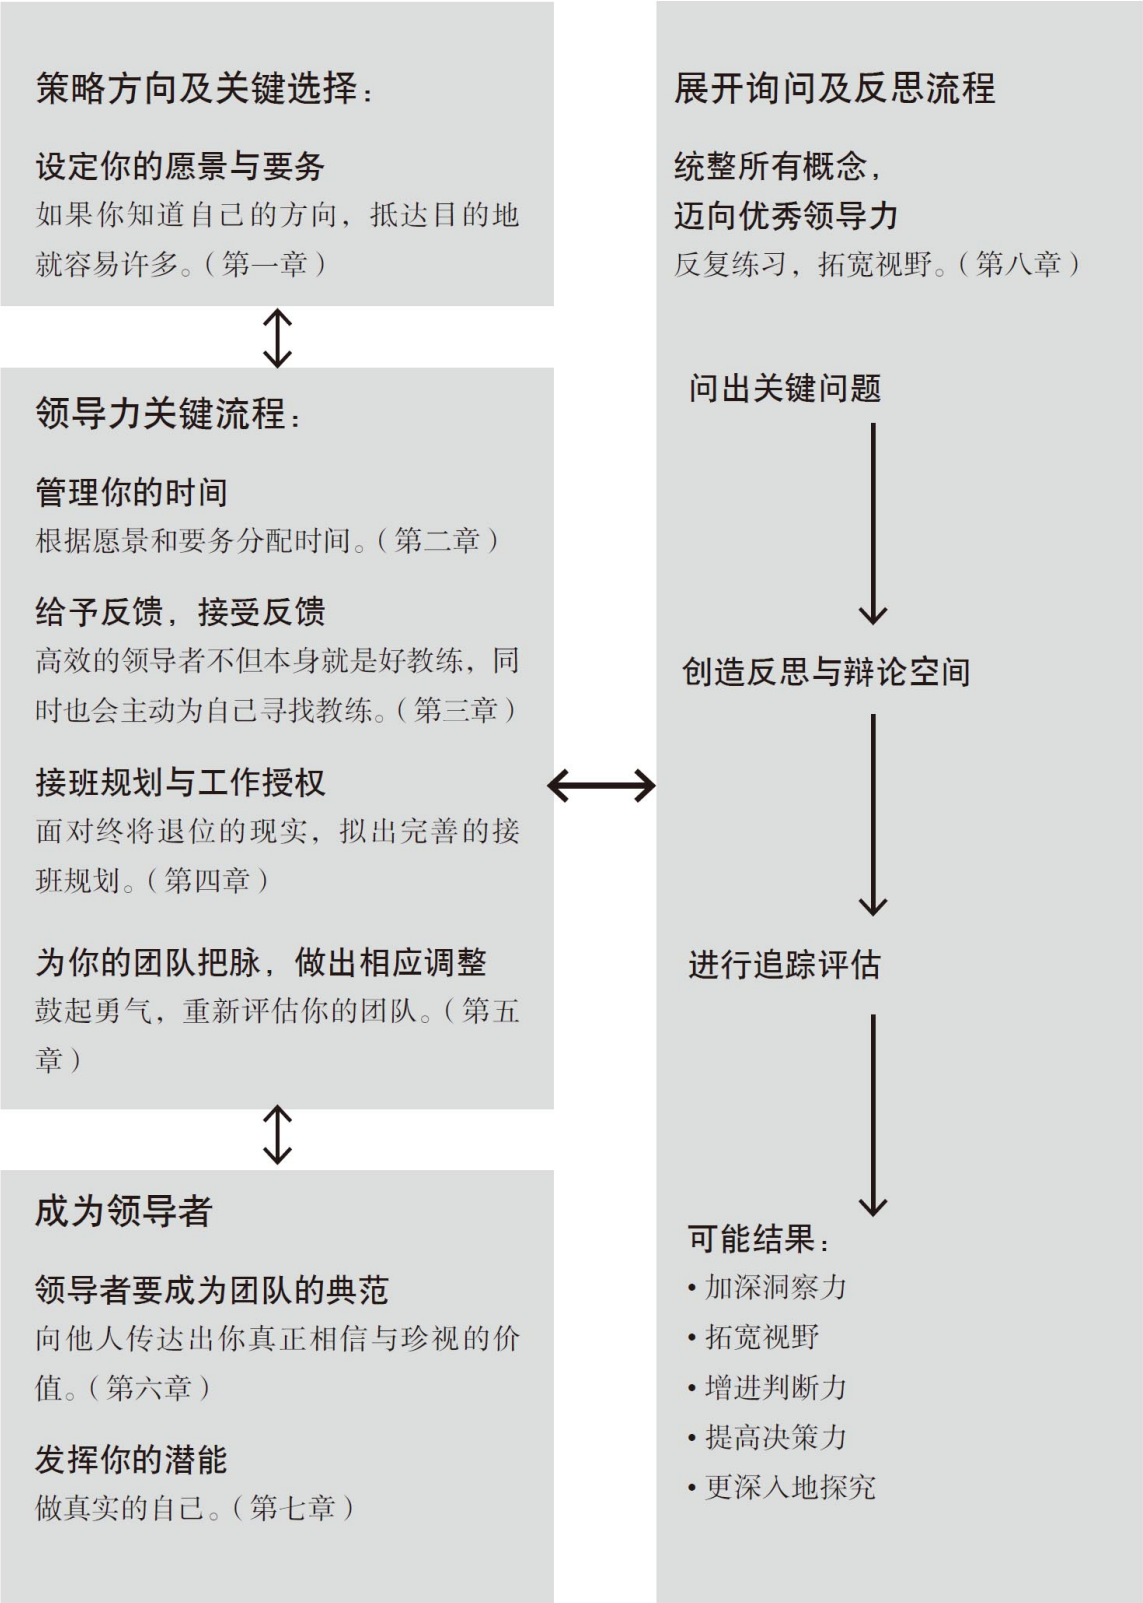 策略方向及关键选择：
设定你的愿景与要务
如果你知道自己的方向，抵达目的地
就容易许多。（第一章）
领导力关键流程：
管理你的时间
根据愿景和要务分配时间。（第二章）
给予反馈，接受反馈
高效的领导者不但本身就是好教练，同
时也会主动为自己寻找教练。（第三章）
接班规划与工作授权
面对终将退位的现实，拟出完善的接
班规划。（第四章）
为你的团队把脉，做出相应调整
鼓起勇气，重新评估你的团队。（第五
章）
成为领导者
领导者要成为团队的典范
向他人传达出你真正相信与珍视的价
值。（第六章）
发挥你的潜能
做真实的自己。（第七章）
展开询问及反思流程
统整所有概念，
迈向优秀领导力
反复练习，拓宽视野。（第八章）
问出关键问题
创造反思与辩论空间
进行追踪评估
可能结果：
• 加深洞察力
• 拓宽视野
• 增进判断力
• 提高决策力
• 更深入地探究